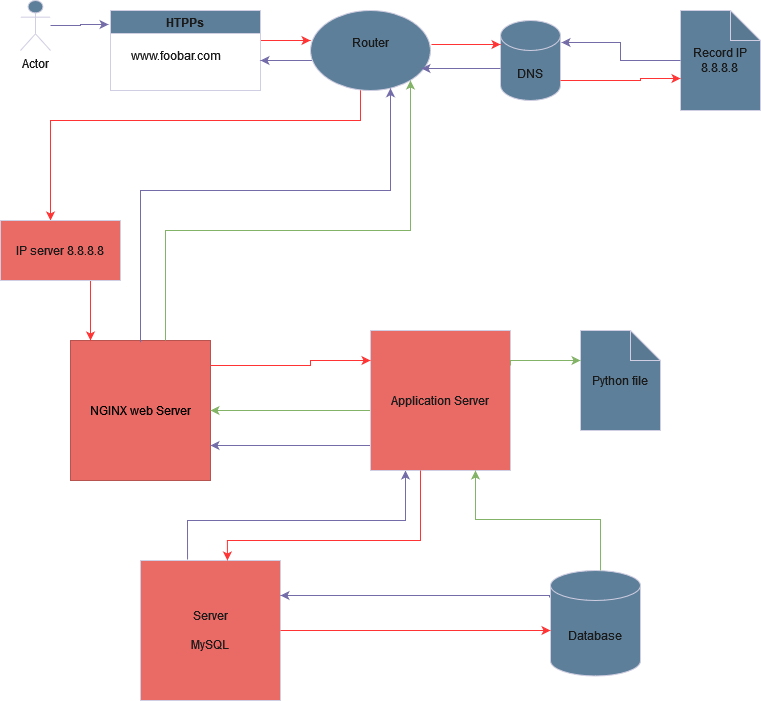 HTPPs
www.foobar.com
Actor
Router
DNS
Record IP
8.8.8.8
IP server 8.8.8.8
NGINX web Server
Application Server
Python file
Server
MySQL
Database